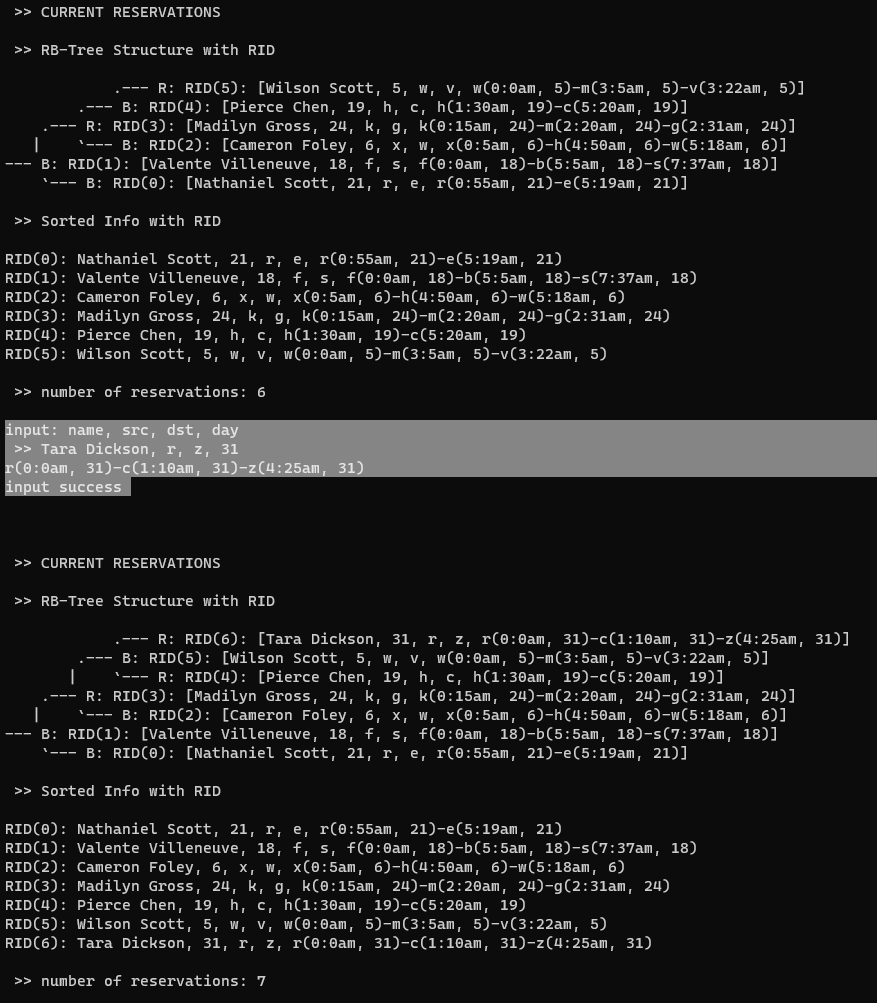 >> CURRENT RESERVATIONS
>> RB-Tree Structure with RID
.--- R: RID(5): [Wilson Scott, 5, w, v, w(0:0am, 5)-m(3:5am, 5)-v(3:22am, 5)]
.--- B: RID(4): [Pierce Chen, 19, h, c, h(1:30am, 19)-c(5:20am, 19)]
.--- R: RID(3): [Madilyn Gross, 24, k, g, k(0:15am, 24)-m(2:20am, 24)-g(2:31am, 24)]
|    `--- B: RID(2): [Cameron Foley, 6, x, w, x(0:5am, 6)-h(4:50am, 6)-w(5:18am, 6)]
--- B: RID(1): [Valente Villeneuve, 18, f, s, f(0:0am, 18)-b(5:5am, 18)-s(7:37am, 18)]
`--- B: RID(0): [Nathaniel Scott, 21, r, e, r(0:55am, 21)-e(5:19am, 21)]
>> Sorted Info with RID
RID(0): Nathaniel Scott, 21, r, e, r(0:55am, 21)-e(5:19am, 21)
RID(1): Valente Villeneuve, 18, f, s, f(0:0am, 18)-b(5:5am, 18)-s(7:37am, 18)
RID(2): Cameron Foley, 6, x, w, x(0:5am, 6)-h(4:50am, 6)-w(5:18am, 6)
RID(3): Madilyn Gross, 24, k, g, k(0:15am, 24)-m(2:20am, 24)-g(2:31am, 24)
RID(4): Pierce Chen, 19, h, c, h(1:30am, 19)-c(5:20am, 19)
RID(5): Wilson Scott, 5, w, v, w(0:0am, 5)-m(3:5am, 5)-v(3:22am, 5)
>> number of reservations: 6
input: name, src, dst, day
>> Tara Dickson, r, z, 31
r(0:0am, 31)-c(1:10am, 31)-z(4:25am, 31)
input success
>> CURRENT RESERVATIONS
>> RB-Tree Structure with RID
.--- R: RID(6): [Tara Dickson, 31, r, z, r(0:0am, 31)-c(1:10am, 31)-z(4:25am, 31)]
.--- B: RID(5): [Wilson Scott, 5, w, v, w(0:0am, 5)-m(3:5am, 5)-v(3:22am, 5)]
|    `--- R: RID(4): [Pierce Chen, 19, h, c, h(1:30am, 19)-c(5:20am, 19)]
.--- R: RID(3): [Madilyn Gross, 24, k, g, k(0:15am, 24)-m(2:20am, 24)-g(2:31am, 24)]
|    `--- B: RID(2): [Cameron Foley, 6, x, w, x(0:5am, 6)-h(4:50am, 6)-w(5:18am, 6)]
--- B: RID(1): [Valente Villeneuve, 18, f, s, f(0:0am, 18)-b(5:5am, 18)-s(7:37am, 18)]
`--- B: RID(0): [Nathaniel Scott, 21, r, e, r(0:55am, 21)-e(5:19am, 21)]
>> Sorted Info with RID
RID(0): Nathaniel Scott, 21, r, e, r(0:55am, 21)-e(5:19am, 21)
RID(1): Valente Villeneuve, 18, f, s, f(0:0am, 18)-b(5:5am, 18)-s(7:37am, 18)
RID(2): Cameron Foley, 6, x, w, x(0:5am, 6)-h(4:50am, 6)-w(5:18am, 6)
RID(3): Madilyn Gross, 24, k, g, k(0:15am, 24)-m(2:20am, 24)-g(2:31am, 24)
RID(4): Pierce Chen, 19, h, c, h(1:30am, 19)-c(5:20am, 19)
RID(5): Wilson Scott, 5, w, v, w(0:0am, 5)-m(3:5am, 5)-v(3:22am, 5)
RID(6): Tara Dickson, 31, r, z, r(0:0am, 31)-c(1:10am, 31)-z(4:25am, 31)
>> number of reservations: 7